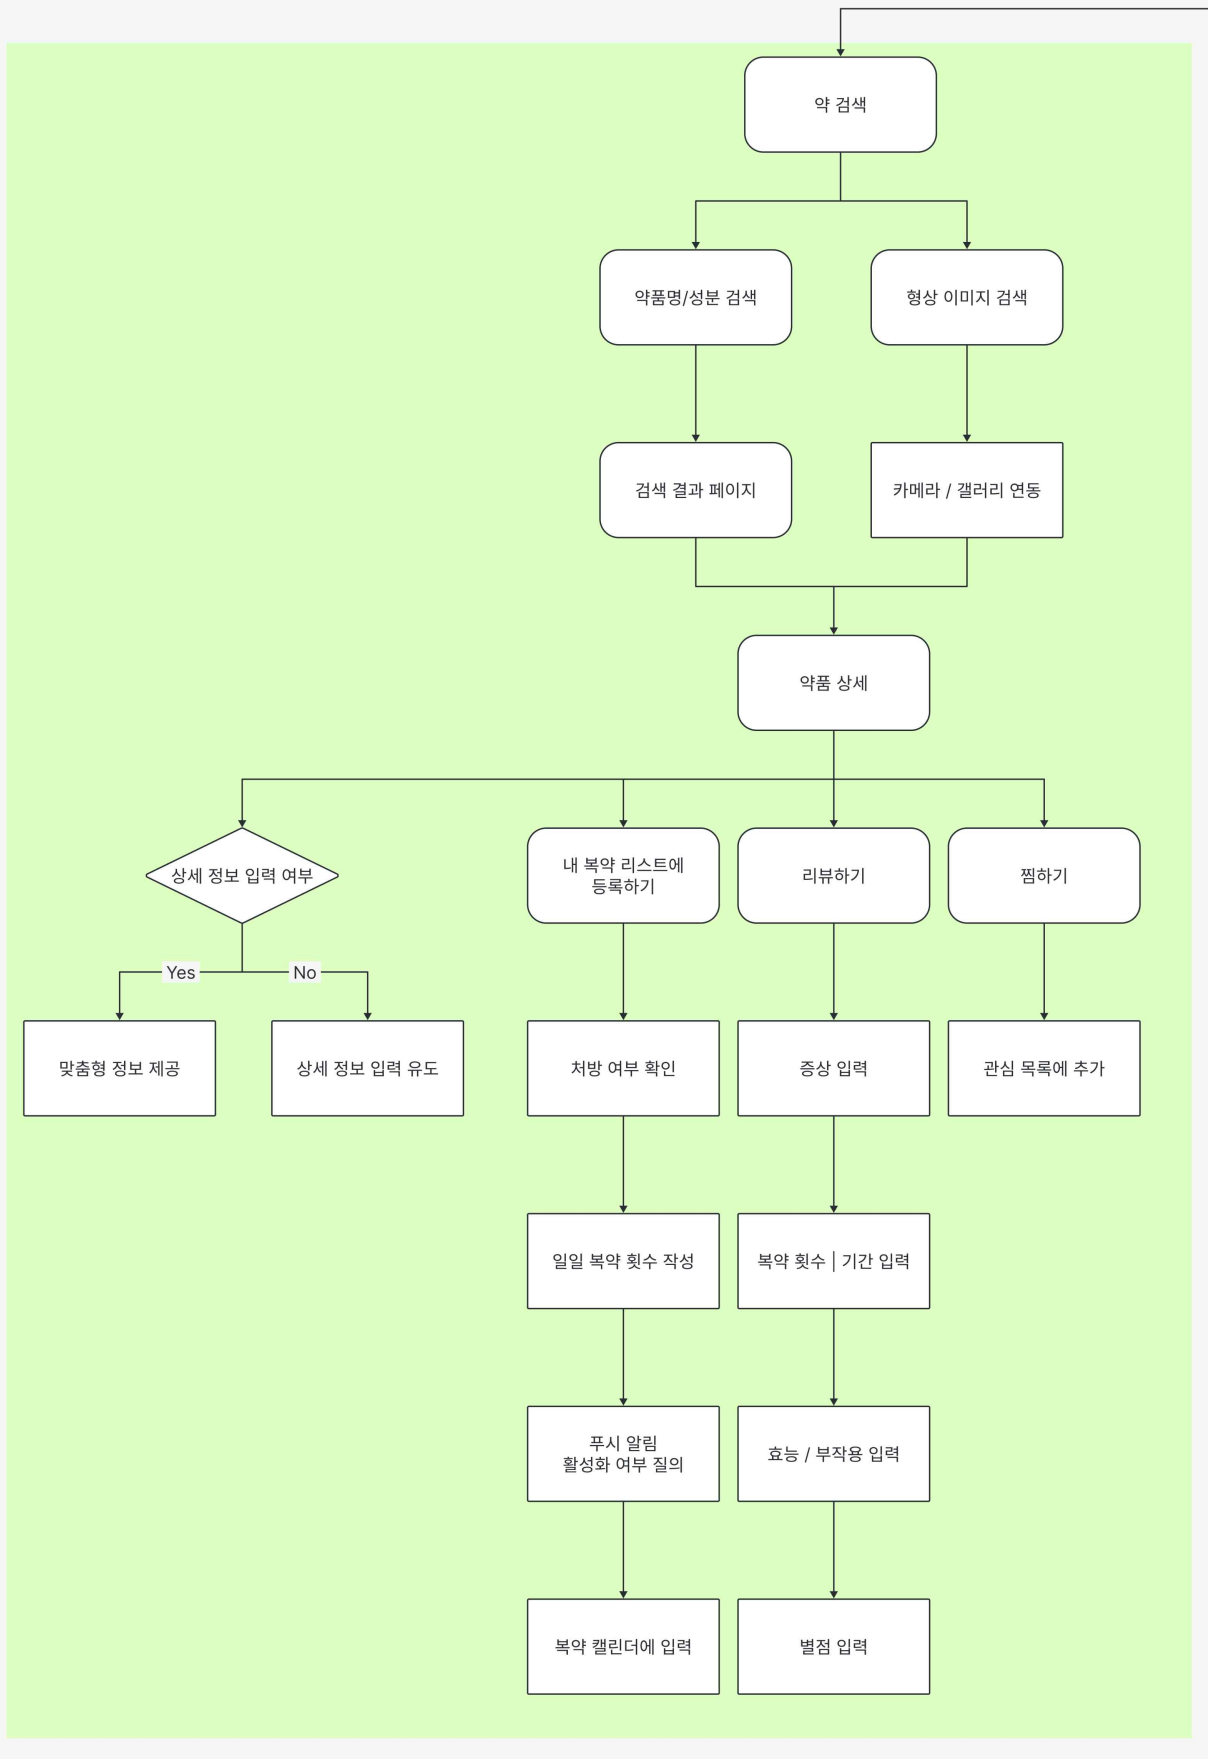 약 검색
약품명/성분 검색
형상 이미지 검색
검색 결과 페이지
카메라 / 갤러리 연동
약품 상세
상세 정보 입력 여부
내 복약 리스트에
등록하기
리뷰하기
찜하기
Yes
No
맞춤형 정보 제공
상세 정보 입력 유도
처방 여부 확인
증상 입력
관심 목록에 추가
일일 복약 횟수 작성
복약 횟수 | 기간 입력
푸시 알림
활성화 여부 질의
효능 / 부작용 입력
복약 캘린더에 입력
별점 입력